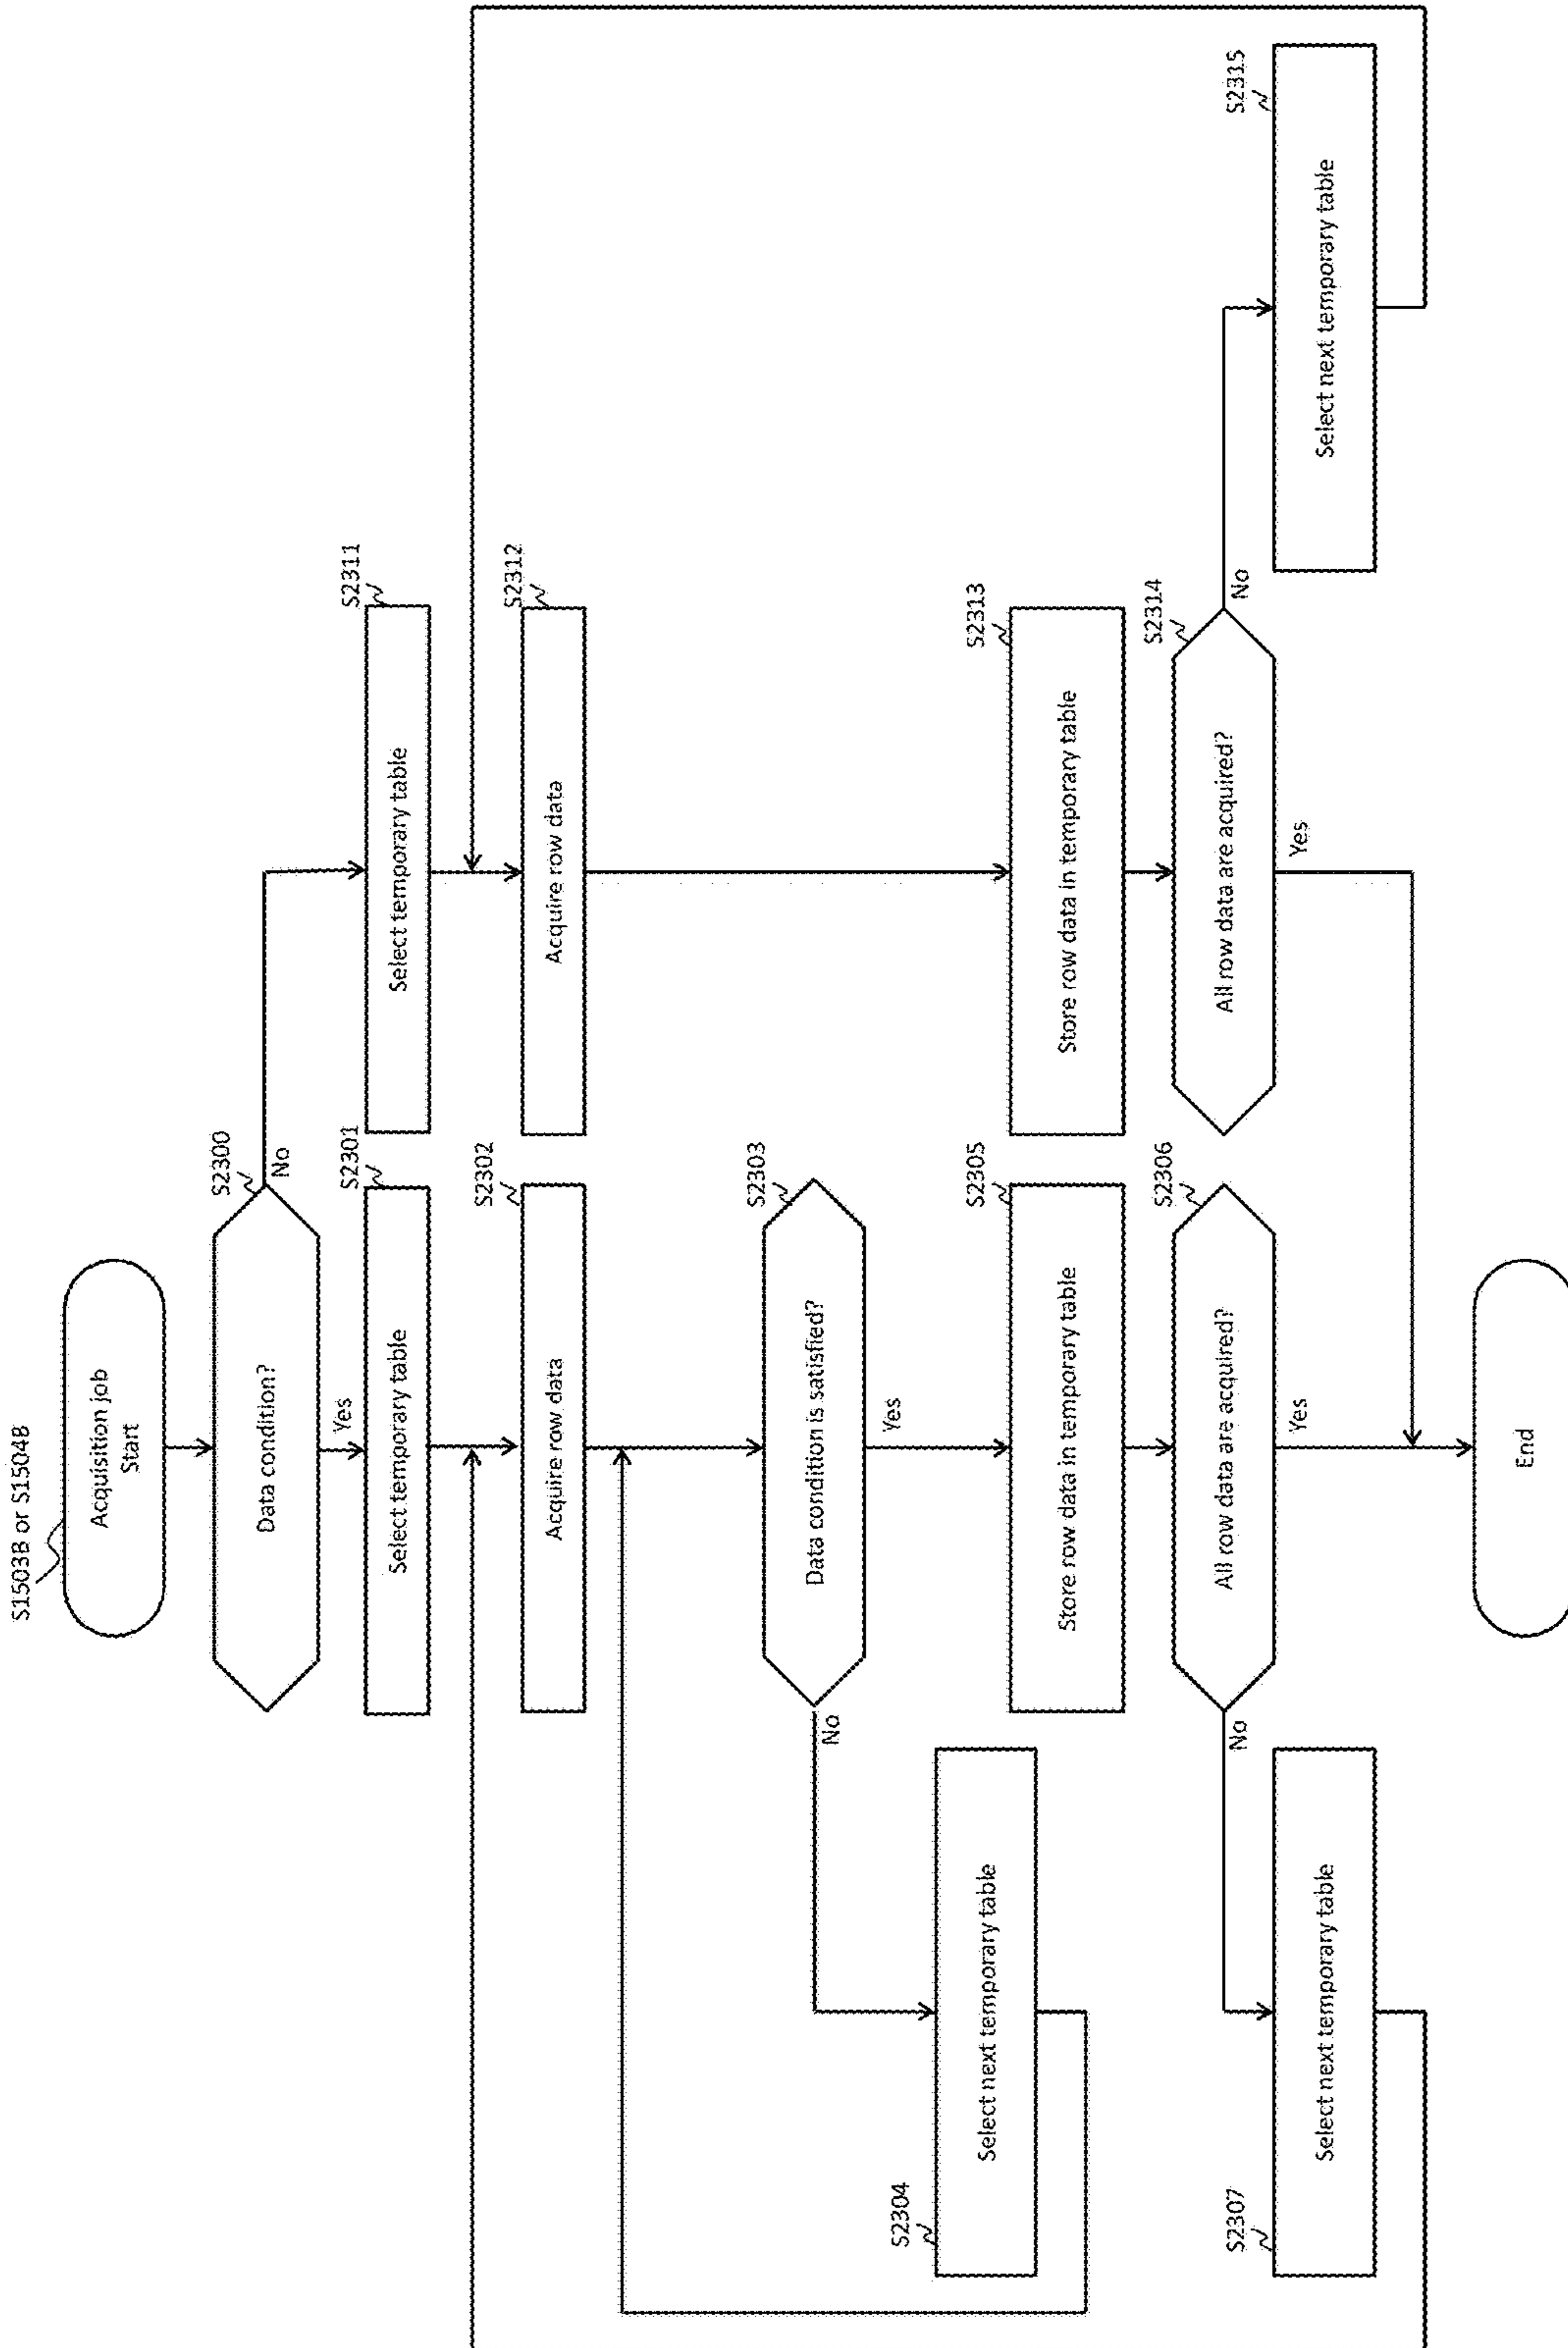 S1503B or S1504B
Acquisition job
Start
S2300
Data condition?
No
Yes
S2301
Select temporary table
S2311
Select temporary table
S2302
Acquire row data
S2312
Acquire row data
S2303
Data condition is satisfied?
No
Yes
S2304
Select next temporary table
S2305
Store row data in temporary table
S2313
Store row data in temporary table
S2306
All row data are acquired?
No
Yes
S2314
All row data are acquired?
No
Yes
S2307
Select next temporary table
S2315
Select next temporary table
End